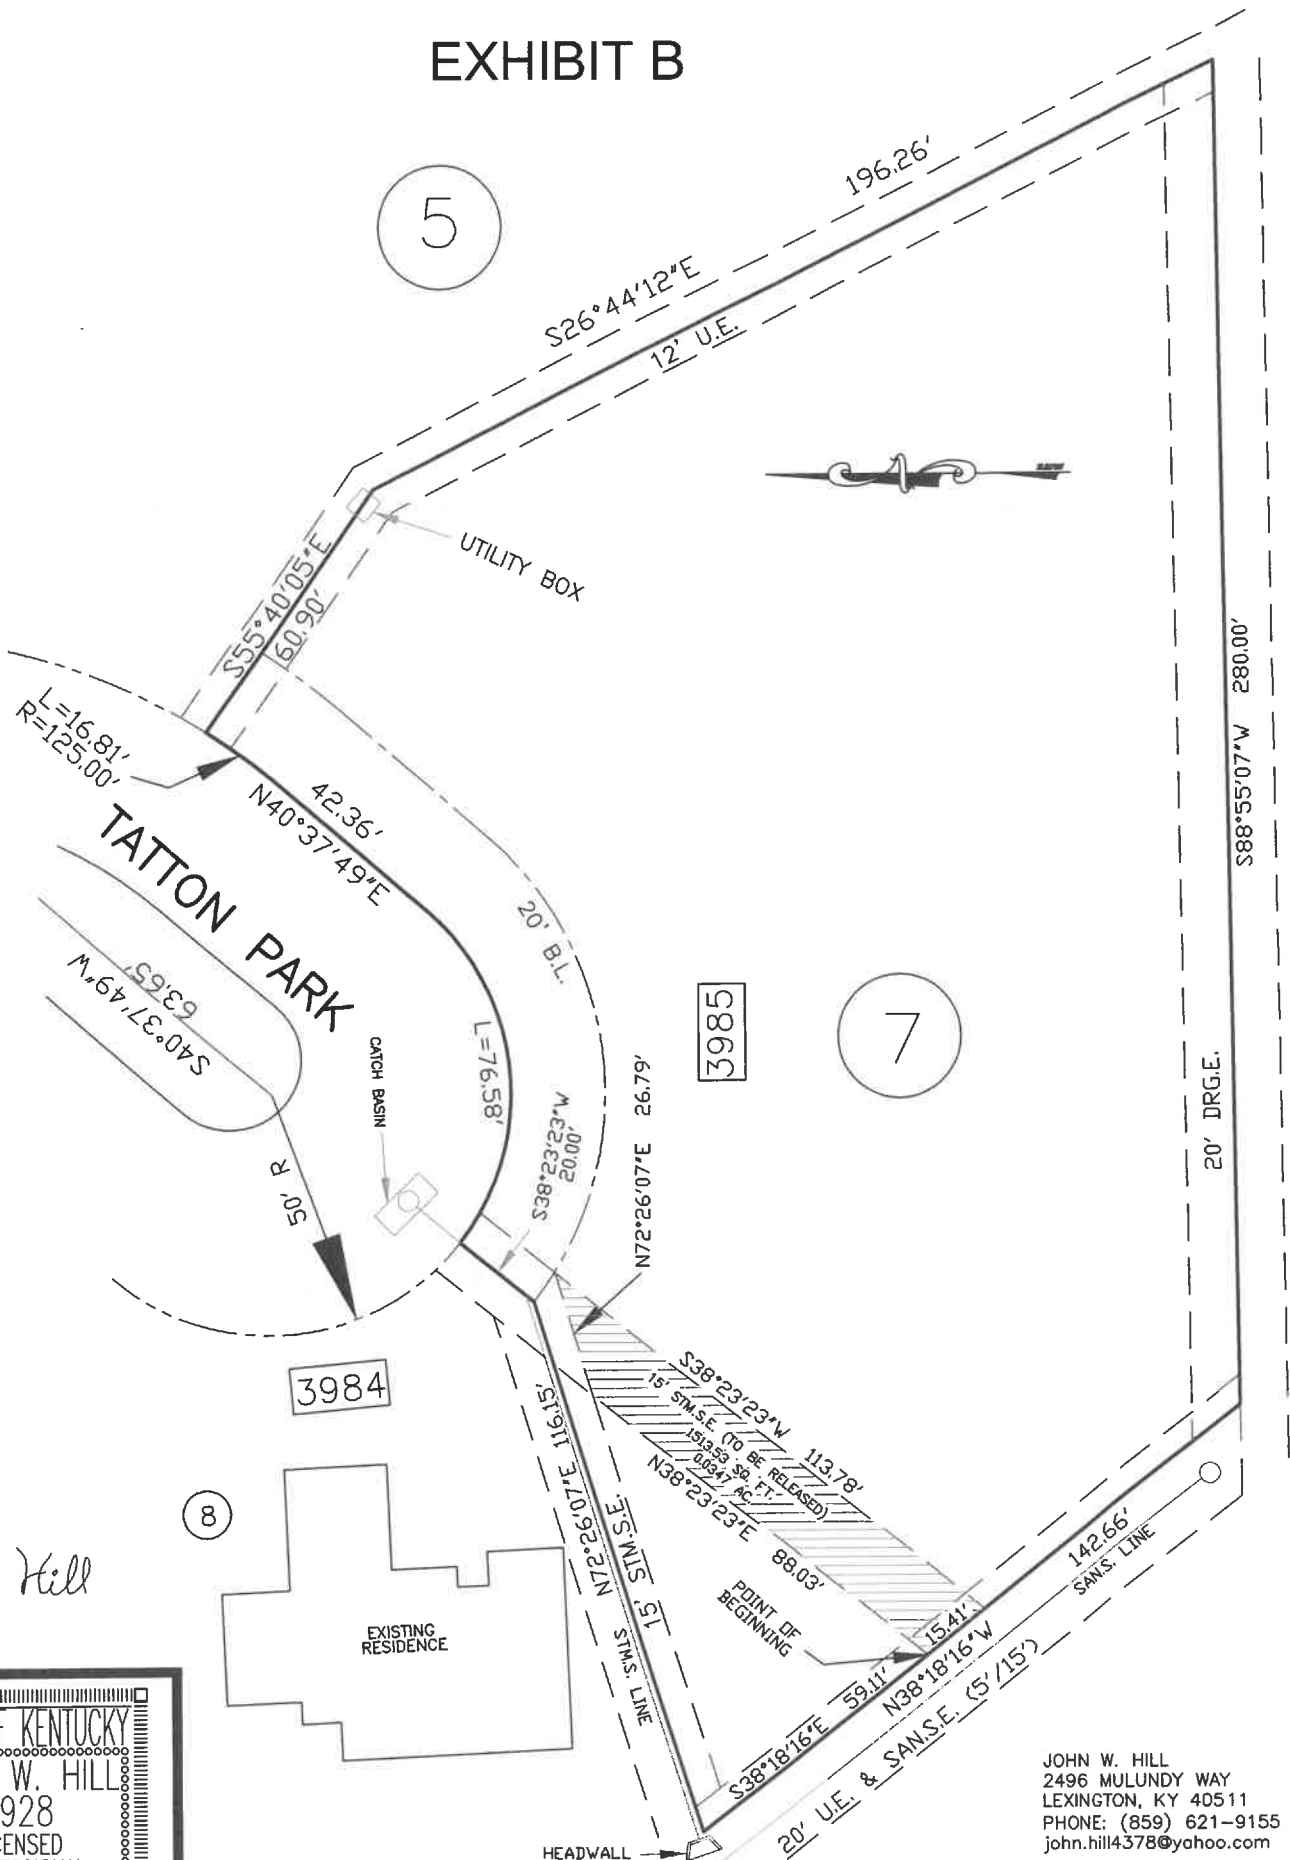 EXHIBIT B
5
196.26'
S26°44'12"E
12' U.E.
UTILITY BOX
S55°40'05"E
60.90'
L=16.81'
R=125.00'
42.36'
N40°37'49"E
TATTON PARK
20' B.L.
63.65'
S40°37'49"W
CATCH BASIN
L=76.58'
50' R
S38°23'23"W
20.00'
N72°26'07"E 26.79'
3985
7
S88°55'07"W 280.00'
20' DRG.E.
3984
8
EXISTING
RESIDENCE
N72°26'07"E 116.15'
15' STM.S.E.
STM.S. LINE
S38°23'23"W 113.78'
15' STM.S.E. (TO BE RELEASED)
1513.53 SQ. FT.
0.0347 AC.
N38°23'23"E 88.03'
POINT OF
BEGINNING
15.41'
N38°18'16"W
S38°18'16"E 59.11'
142.66'
SAN.S. LINE
20' U.E. & SAN.S.E. (5'/15')
HEADWALL
Hill
KENTUCKY
W. HILL
928
JOHN W. HILL
2496 MULUNDY WAY
LEXINGTON, KY 40511
PHONE: (859) 621-9155
john.hill4378@yahoo.com